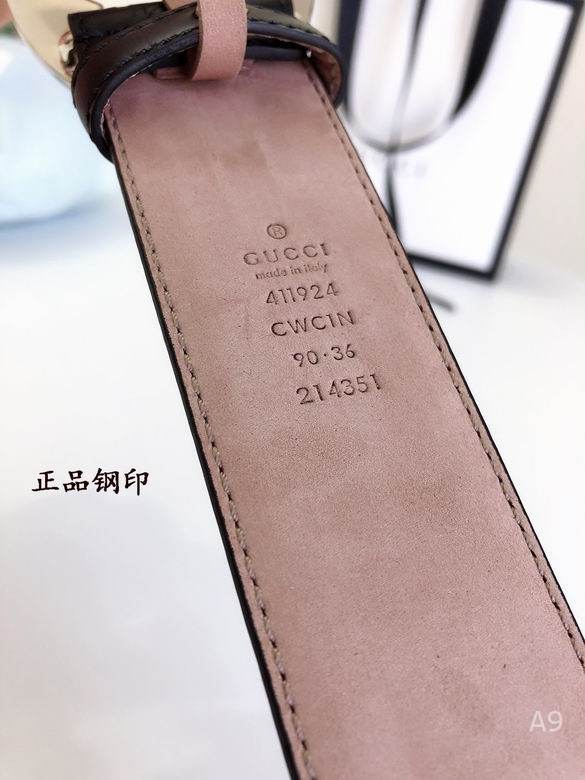 ®
GUCCI
made in italy
411924
CWC1N
90·36
214351
正品钢印
A9